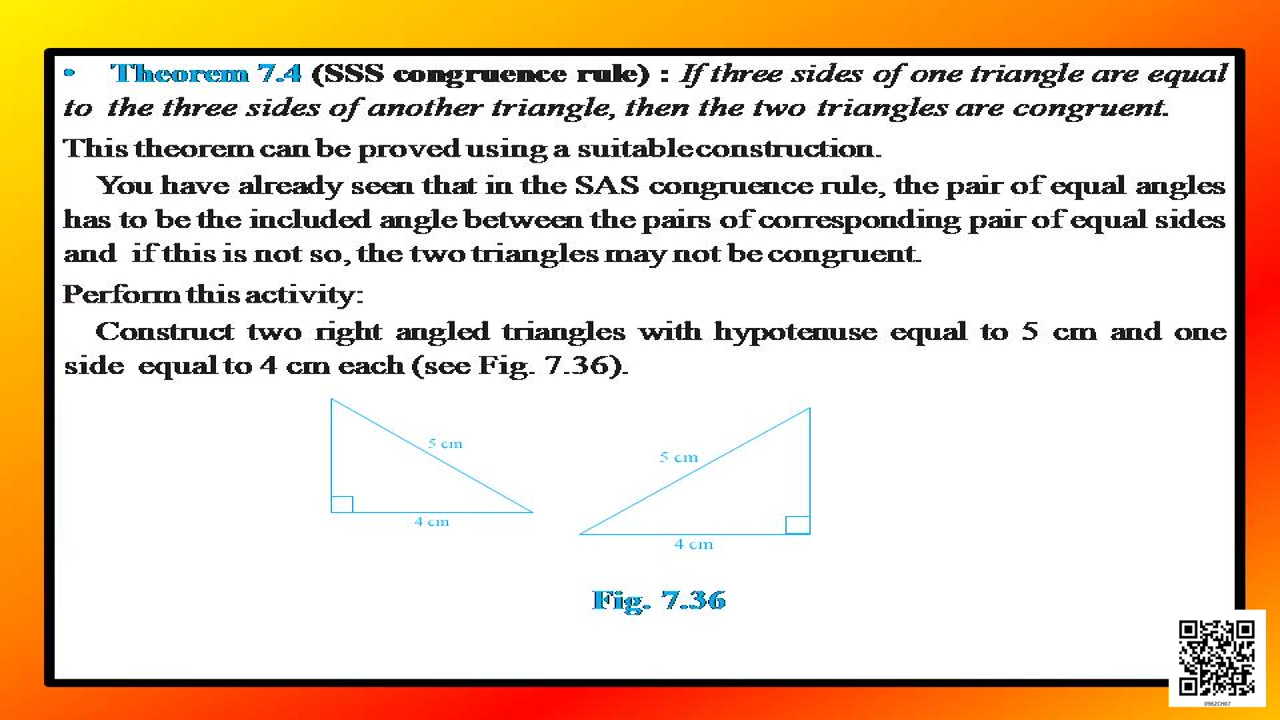 • Theorem 7.4 (SSS congruence rule) : If three sides of one triangle are equal
to the three sides of another triangle, then the two triangles are congruent.
This theorem can be proved using a suitable construction.
You have already seen that in the SAS congruence rule, the pair of equal angles
has to be the included angle between the pairs of corresponding pair of equal sides
and if this is not so, the two triangles may not be congruent.
Perform this activity:
Construct two right angled triangles with hypotenuse equal to 5 cm and one
side equal to 4 cm each (see Fig. 7.36).
5 cm
4 cm
5 cm
4 cm
Fig. 7.36
0962CH07